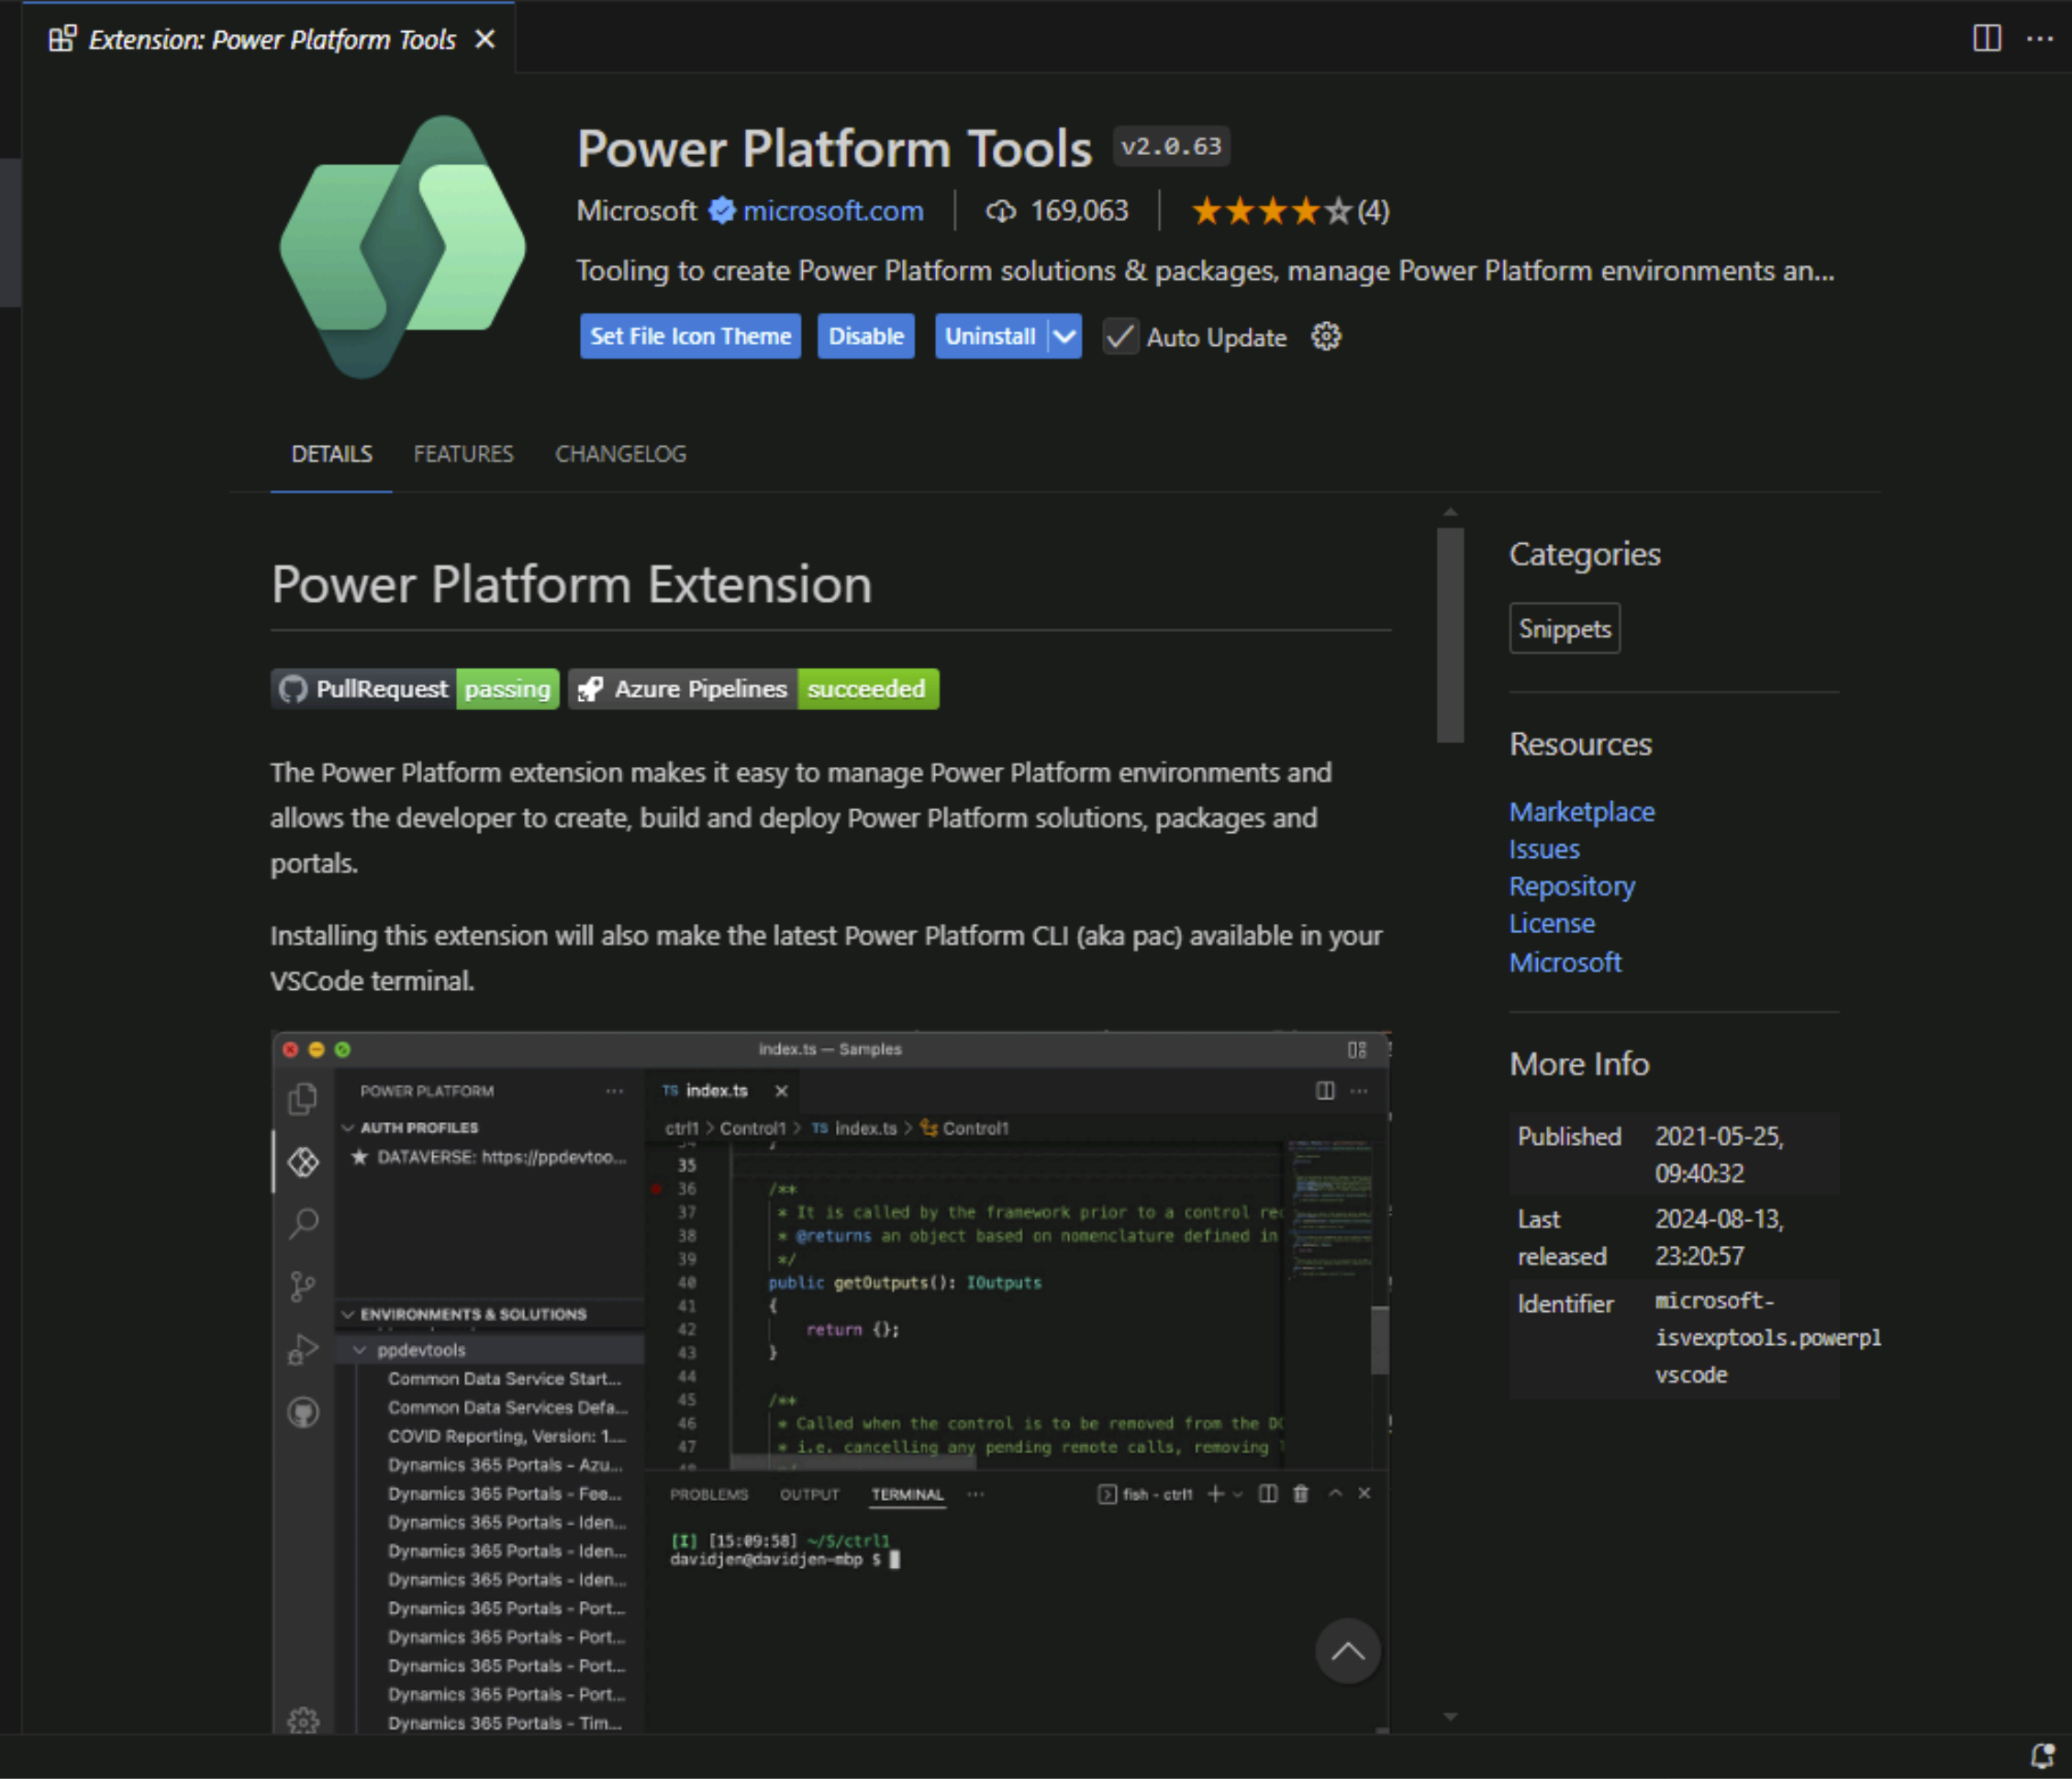 Extension: Power Platform Tools
Power Platform Tools v2.0.63
Microsoft microsoft.com 169,063 (4)
Tooling to create Power Platform solutions & packages, manage Power Platform environments an...
Set File Icon Theme Disable Uninstall Auto Update
DETAILS FEATURES CHANGELOG
Power Platform Extension
PullRequest passing Azure Pipelines succeeded
The Power Platform extension makes it easy to manage Power Platform environments and
allows the developer to create, build and deploy Power Platform solutions, packages and
portals.
Installing this extension will also make the latest Power Platform CLI (aka pac) available in your
VSCode terminal.
index.ts — Samples
POWER PLATFORM ...
AUTH PROFILES
DATAVERSE: https://ppdevtoo...
ENVIRONMENTS & SOLUTIONS
ppdevtools
Common Data Service Start...
Common Data Services Defa...
COVID Reporting, Version: 1....
Dynamics 365 Portals - Azu...
Dynamics 365 Portals - Fee...
Dynamics 365 Portals - Iden...
Dynamics 365 Portals - Iden...
Dynamics 365 Portals - Iden...
Dynamics 365 Portals - Port...
Dynamics 365 Portals - Port...
Dynamics 365 Portals - Port...
Dynamics 365 Portals - Port...
Dynamics 365 Portals - Tim...
TS index.ts
ctrl1 > Control1 > TS index.ts > Control1
35
36 /**
37 * It is called by the framework prior to a control rec
38 * @returns an object based on nomenclature defined in
39 */
40 public getOutputs(): IOutputs
41 {
42 return {};
43 }
44
45 /**
46 * Called when the control is to be removed from the DO
47 * i.e. cancelling any pending remote calls, removing
PROBLEMS OUTPUT TERMINAL ... fish - ctrl1
[I] [15:09:58] ~/S/ctrl1
davidjen@davidjen-mbp $
Categories
Snippets
Resources
Marketplace
Issues
Repository
License
Microsoft
More Info
Published 2021-05-25,
09:40:32
Last 2024-08-13,
released 23:20:57
Identifier microsoft-
isvexptools.powerpl
vscode